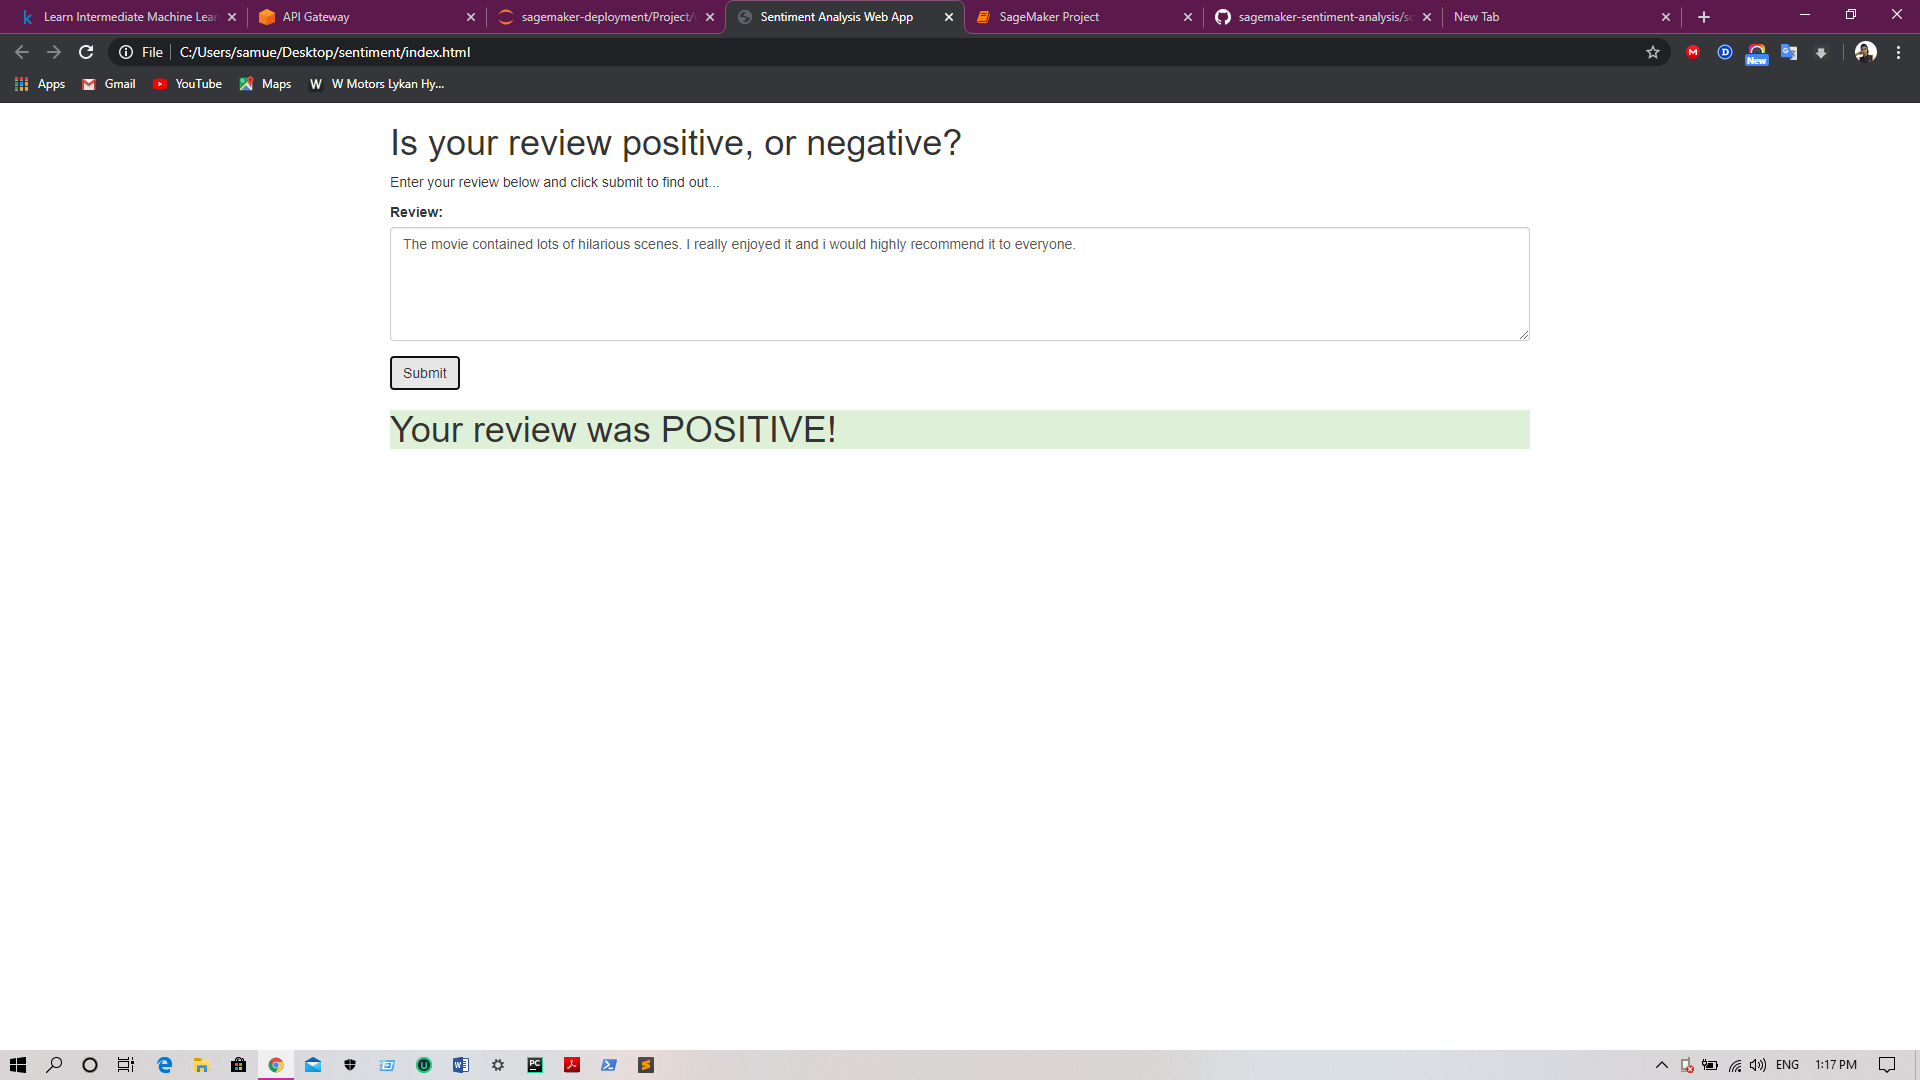 Learn Intermediate Machine Lear
API Gateway
sagemaker-deployment/Project/
Sentiment Analysis Web App
SageMaker Project
sagemaker-sentiment-analysis/sc
New Tab
File
C:/Users/samue/Desktop/sentiment/index.html
New
Apps
Gmail
YouTube
Maps
W Motors Lykan Hy...
Is your review positive, or negative?
Enter your review below and click submit to find out...
Review:
The movie contained lots of hilarious scenes. I really enjoyed it and i would highly recommend it to everyone.
Submit
Your review was POSITIVE!
ENG
1:17 PM